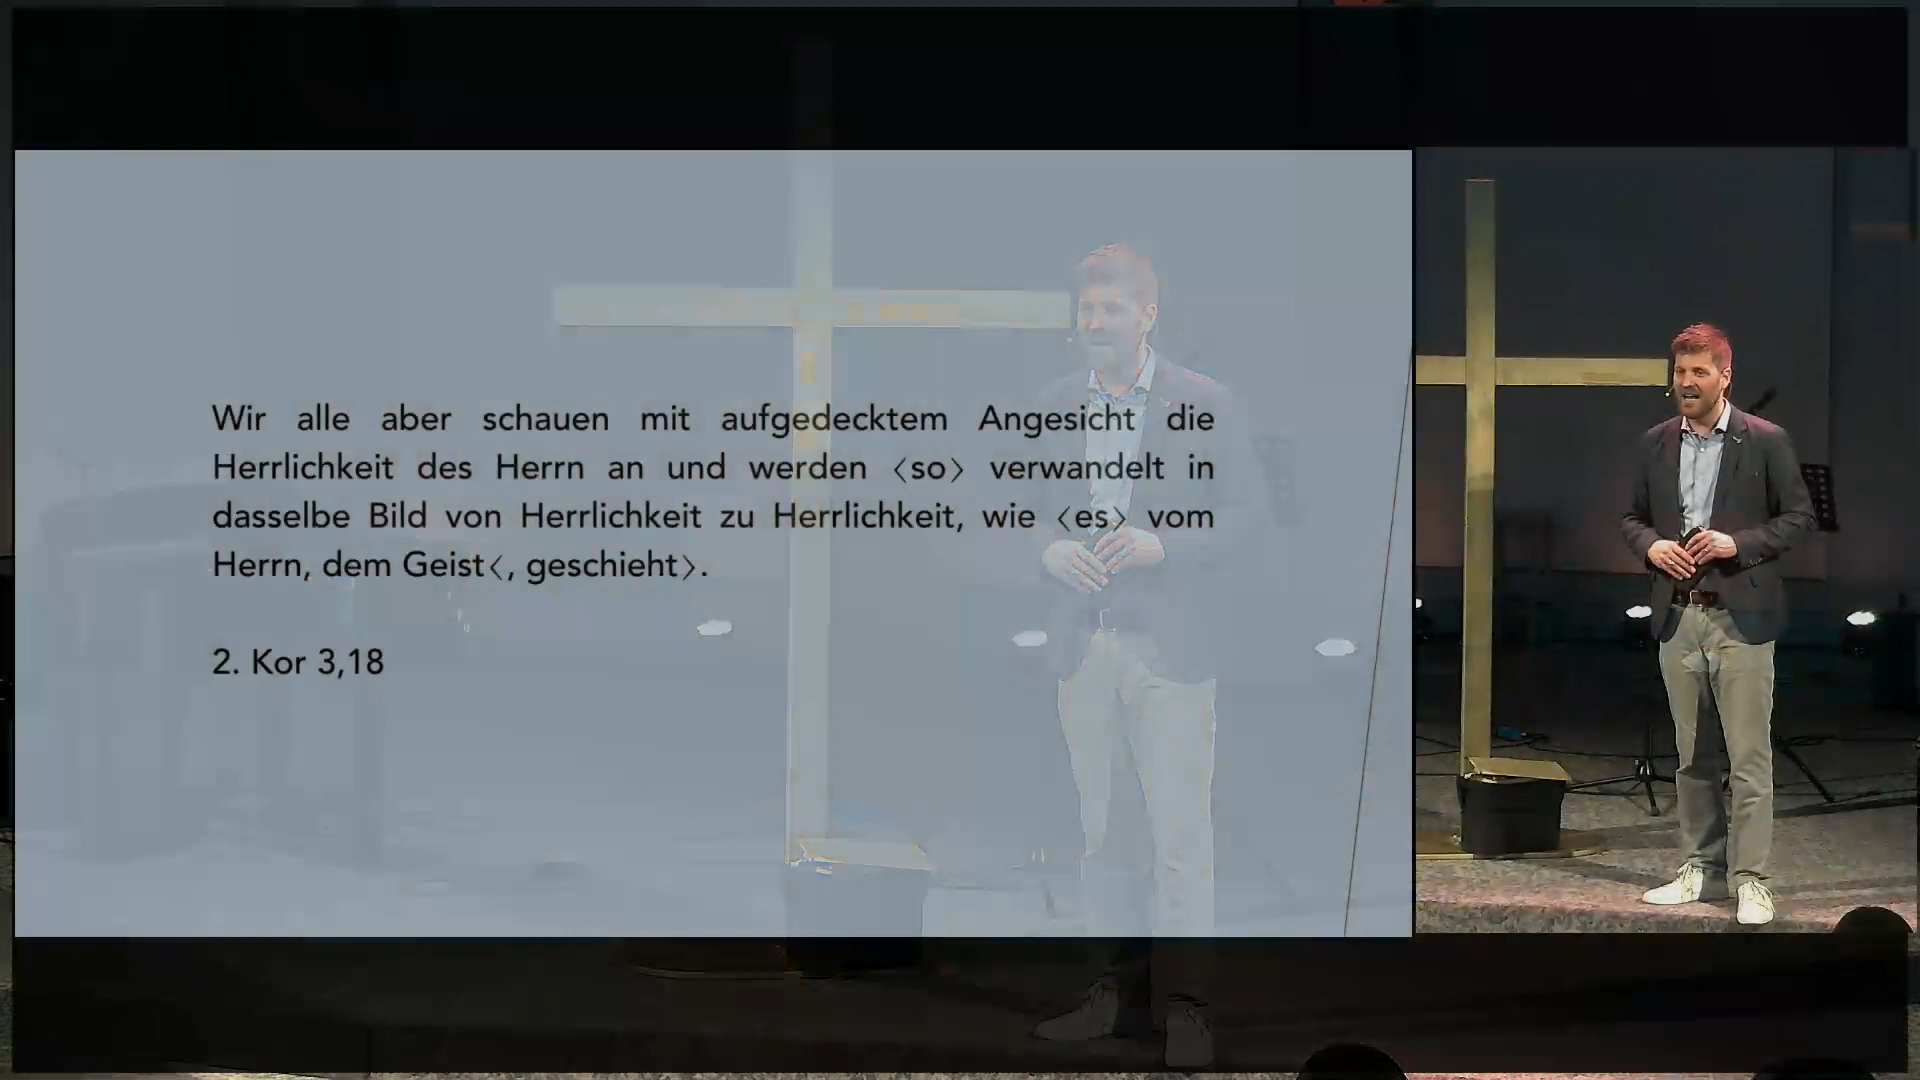 Wir alle aber schauen mit aufgedecktem Angesicht die
Herrlichkeit des Herrn an und werden 〈so〉 verwandelt in
dasselbe Bild von Herrlichkeit zu Herrlichkeit, wie 〈es〉 vom
Herrn, dem Geist〈, geschieht〉.
2. Kor 3,18